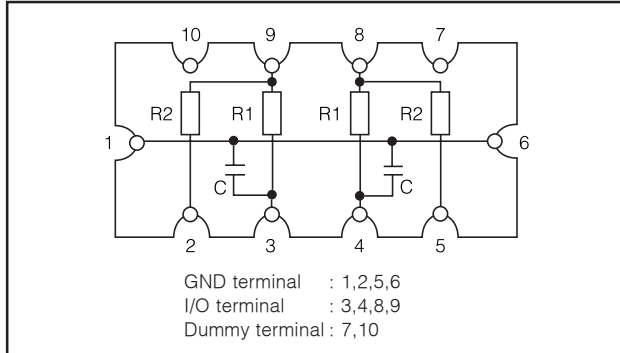 10 9 8 7
R2 R1 R1 R2
1 6
C C
2 3 4 5
GND terminal : 1,2,5,6
I/O terminal : 3,4,8,9
Dummy terminal : 7,10